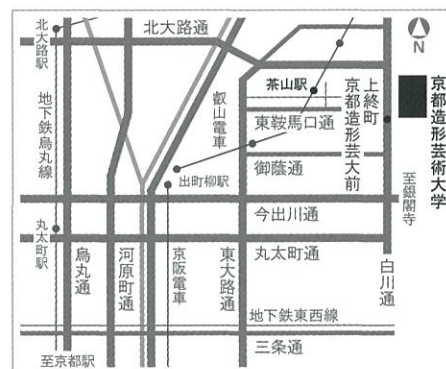 北大路通
北大路駅
N
地下鉄烏丸線
叡山電車
茶山駅
東鞍馬口通
上終町
京都造形芸大前
京都造形芸術大学
至銀閣寺
御蔭通
出町柳駅
今出川通
丸太町駅
烏丸通
河原町通
京阪電車
東大路通
丸太町通
白川通
地下鉄東西線
三条通
至京都駅